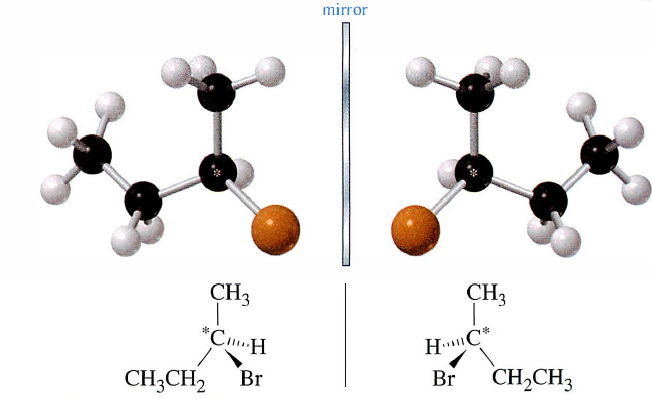 mirror
CH₃ CH₃
*C H H C*
CH₃CH₂ Br Br CH₂CH₃